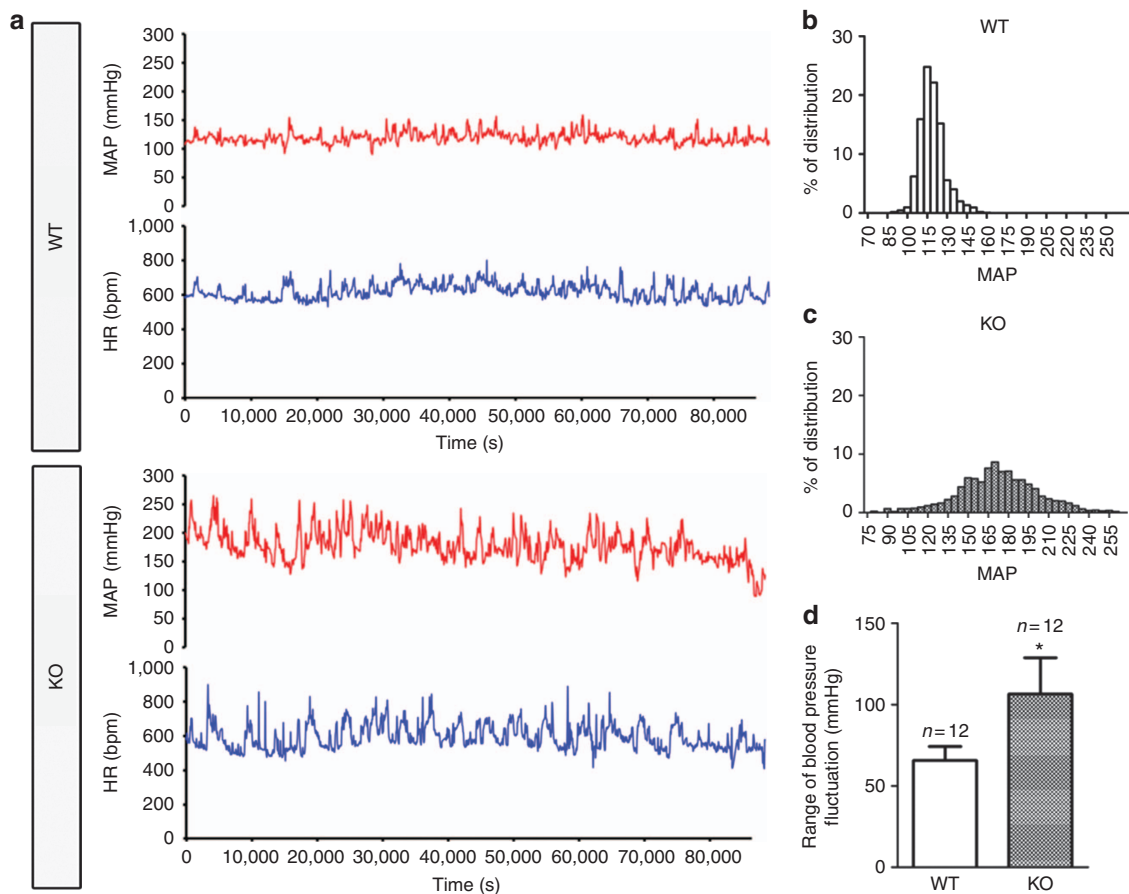 a
WT
MAP (mmHg)
300
250
200
150
100
50
0
HR (bpm)
1,000
800
600
400
200
0
0 10,000 20,000 30,000 40,000 50,000 60,000 70,000 80,000
Time (s)
KO
MAP (mmHg)
300
250
200
150
100
50
0
HR (bpm)
1,000
800
600
400
200
0
0 10,000 20,000 30,000 40,000 50,000 60,000 70,000 80,000
Time (s)
b
WT
% of distribution
30
20
10
0
70 85 100 115 130 145 160 175 190 205 220 235 250
MAP
c
KO
% of distribution
30
20
10
0
75 90 105 120 135 150 165 180 195 210 225 240 255
MAP
d
Range of blood pressure
fluctuation (mmHg)
150
100
50
0
n=12
n=12
*
WT KO